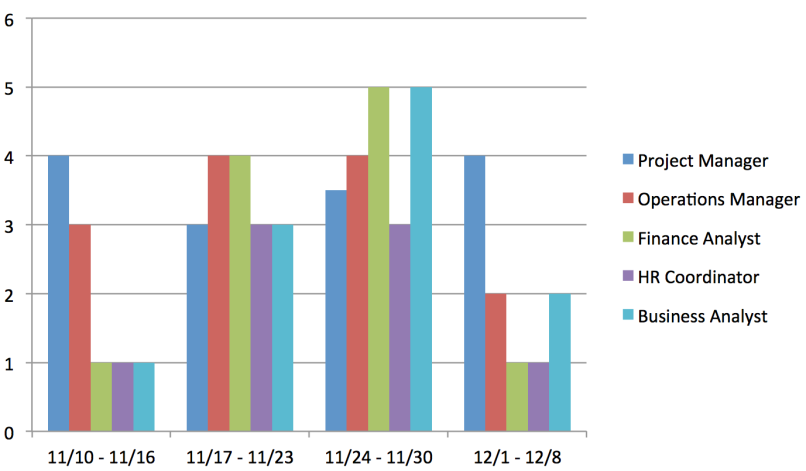 6
5
4
3
2
1
0
11/10 - 11/16
11/17 - 11/23
11/24 - 11/30
12/1 - 12/8
Project Manager
Operations Manager
Finance Analyst
HR Coordinator
Business Analyst